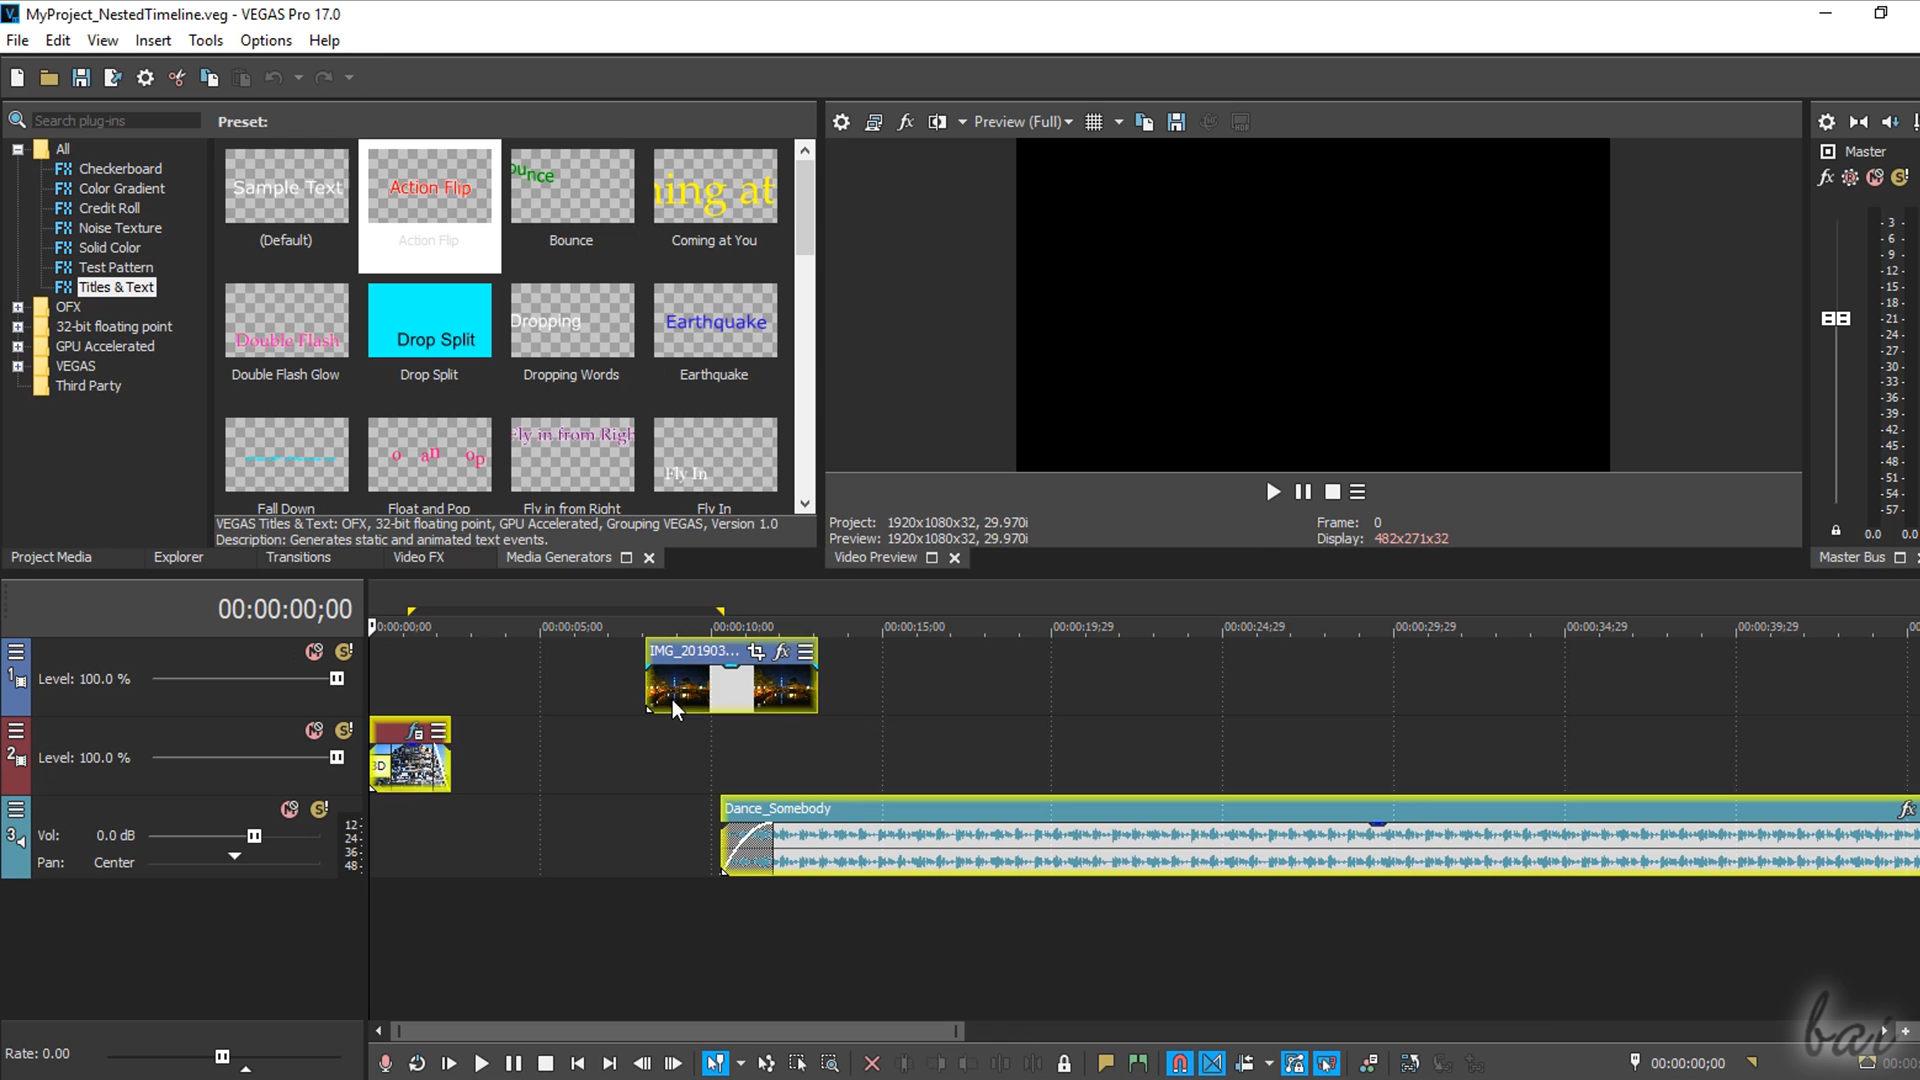 MyProject_NestedTimeline.veg - VEGAS Pro 17.0
File Edit View Insert Tools Options Help
Search plug-ins
Preset:
Preview (Full)
All
Checkerboard
Color Gradient
Credit Roll
Noise Texture
Solid Color
Test Pattern
Titles & Text
OFX
32-bit floating point
GPU Accelerated
VEGAS
Third Party
Sample Text
Action Flip
ounce
ning at
(Default)
Action Flip
Bounce
Coming at You
Double Flash
Drop Split
Dropping
Earthquake
Double Flash Glow
Drop Split
Dropping Words
Earthquake
o an op
Fly in from Righ
Fly In
Fall Down
Float and Pop
Fly in from Right
Fly In
VEGAS Titles & Text: OFX, 32-bit floating point, GPU Accelerated, Grouping VEGAS, Version 1.0
Description: Generates static and animated text events.
Project Media
Explorer
Transitions
Video FX
Media Generators
Project: 1920x1080x32, 29.970i
Preview: 1920x1080x32, 29.970i
Frame: 0
Display: 482x271x32
Video Preview
Master
fx
-3-
-6-
-9-
-12-
-15-
-18-
-21-
-24-
-27-
-30-
-33-
-36-
-39-
-42-
-45-
-48-
-51-
-54-
-57-
0.0 0.0
Master Bus
00:00:00;00
0:00:00;00
00:00:05;00
00:00:10;00
00:00:15;00
00:00:19;29
00:00:24;29
00:00:29;29
00:00:34;29
00:00:39;29
00
1
Level: 100.0 %
IMG_201903...
2
Level: 100.0 %
3D
3
Vol: 0.0 dB
Pan: Center
12
24
36
48
Dance_Somebody
Rate: 0.00
00:00:00;00
bai